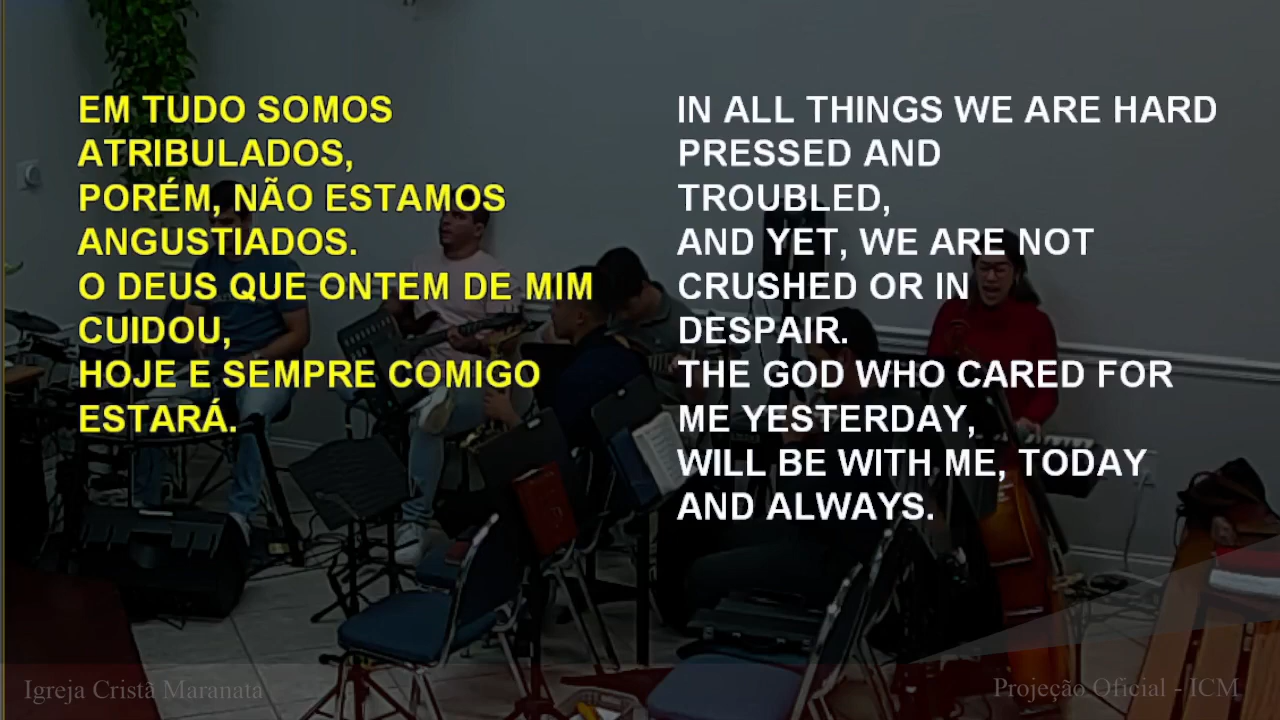 EM TUDO SOMOS
ATRIBULADOS,
PORÉM, NÃO ESTAMOS
ANGUSTIADOS.
O DEUS QUE ONTEM DE MIM
CUIDOU,
HOJE E SEMPRE COMIGO
ESTARÁ.
IN ALL THINGS WE ARE HARD
PRESSED AND
TROUBLED,
AND YET, WE ARE NOT
CRUSHED OR IN
DESPAIR.
THE GOD WHO CARED FOR
ME YESTERDAY,
WILL BE WITH ME, TODAY
AND ALWAYS.
Igreja Cristã Maranata
Projeção Oficial - ICM